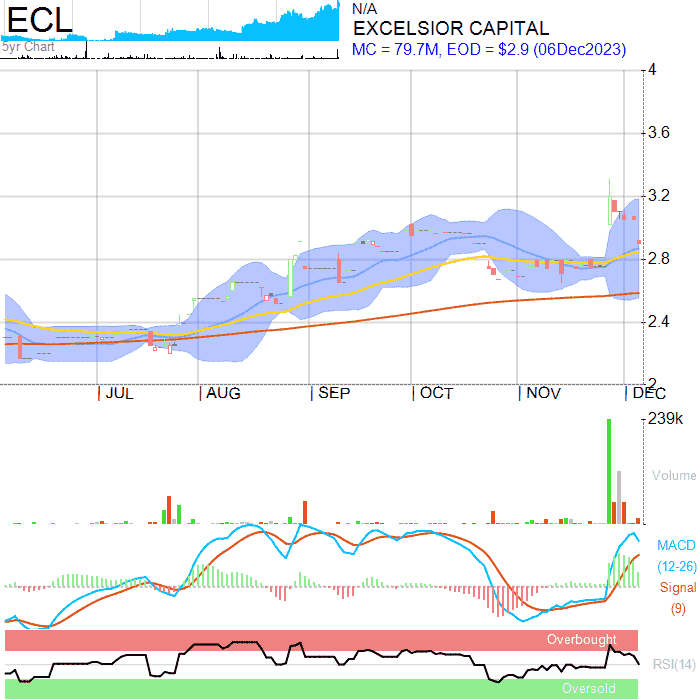 ECL
5yr Chart
N/A
EXCELSIOR CAPITAL
MC = 79.7M, EOD = $2.9 (06Dec2023)
4
3.6
3.2
2.8
2.4
2
JUL AUG SEP OCT NOV DEC
239k
Volume
MACD
(12-26)
Signal
(9)
Overbought
RSI(14)
Oversold